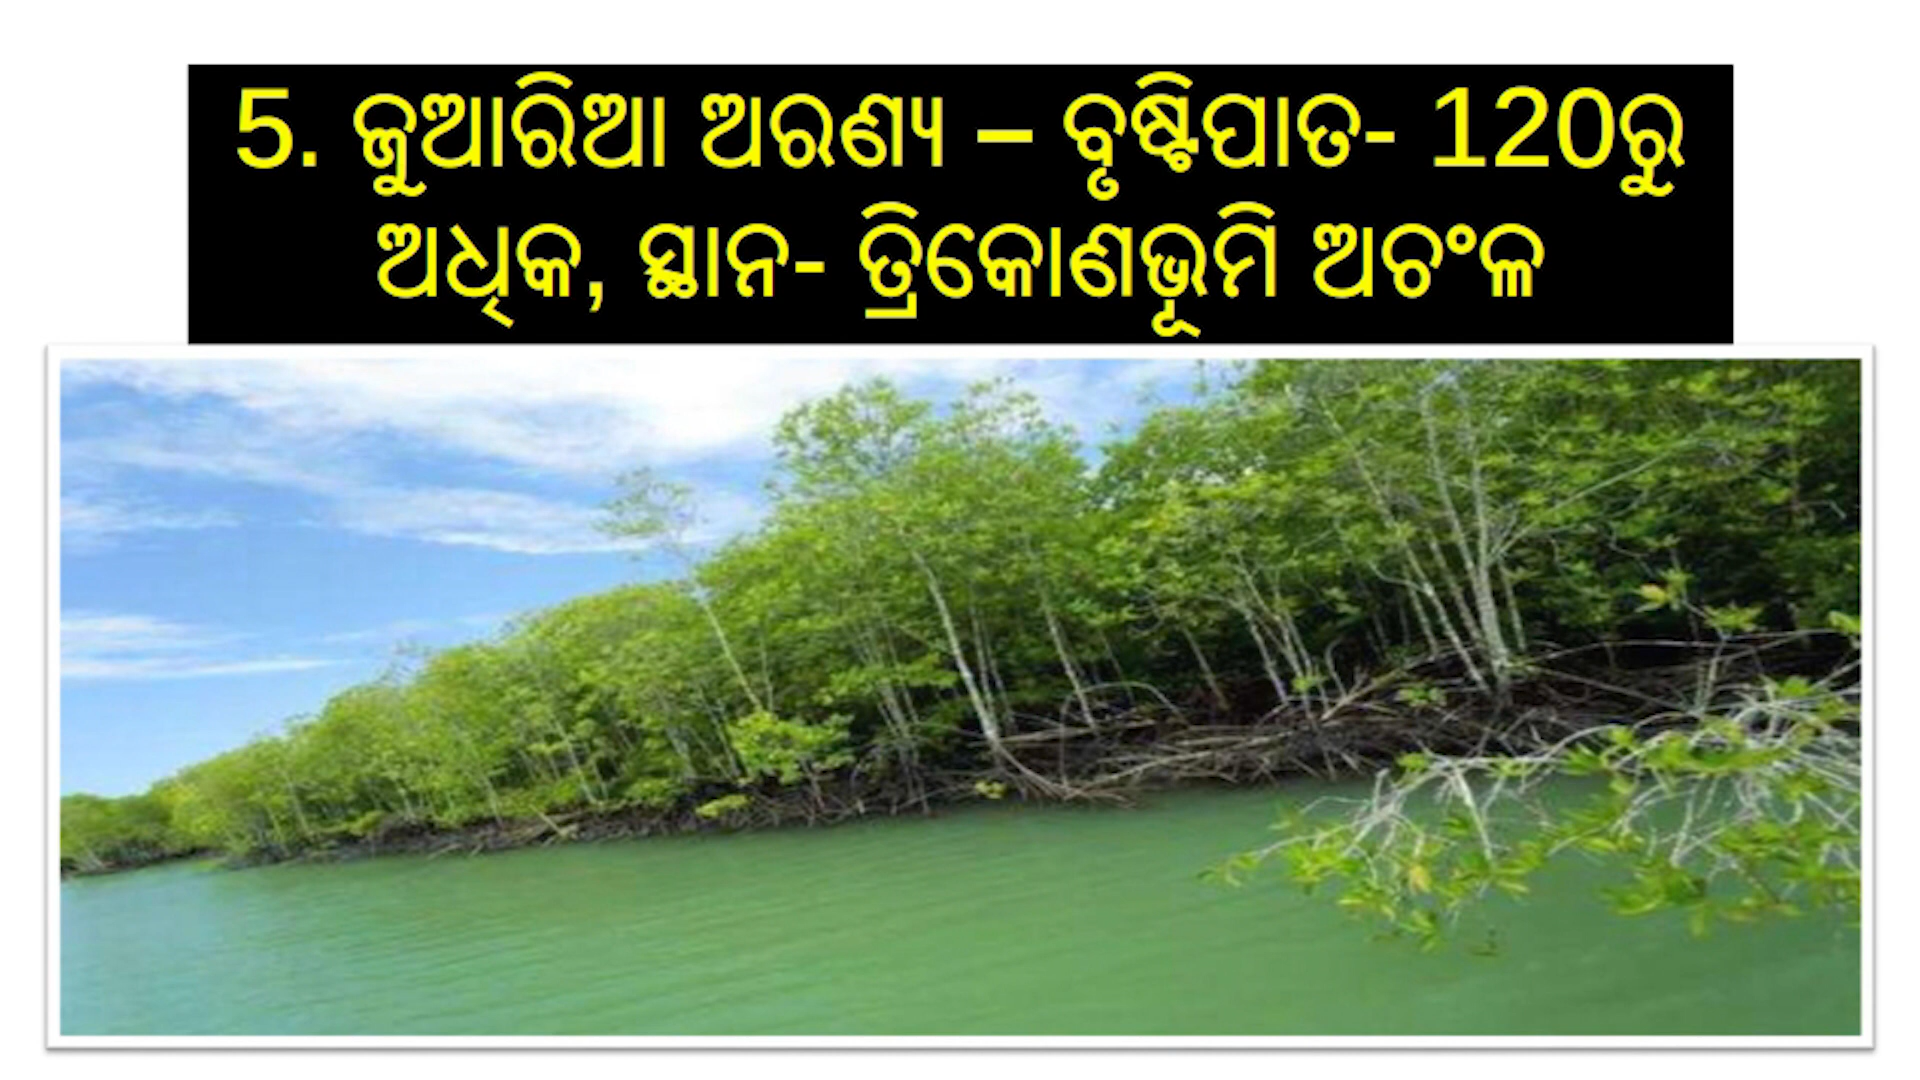 5. ଜୁଆରିଆ ଅରଣ୍ୟ – ବୃଷ୍ଟିପାତ- 120ରୁ
ଅଧିକ, ସ୍ଥାନ- ତ୍ରିକୋଣଭୂମି ଅଚଂଳ